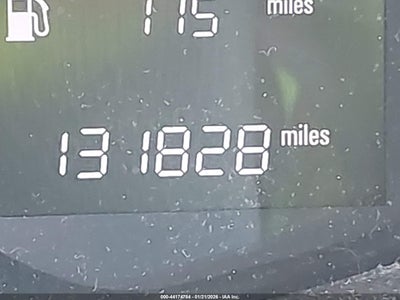 115 miles
131828 miles
000-44174764 - 01/21/2026 - IAA Inc.